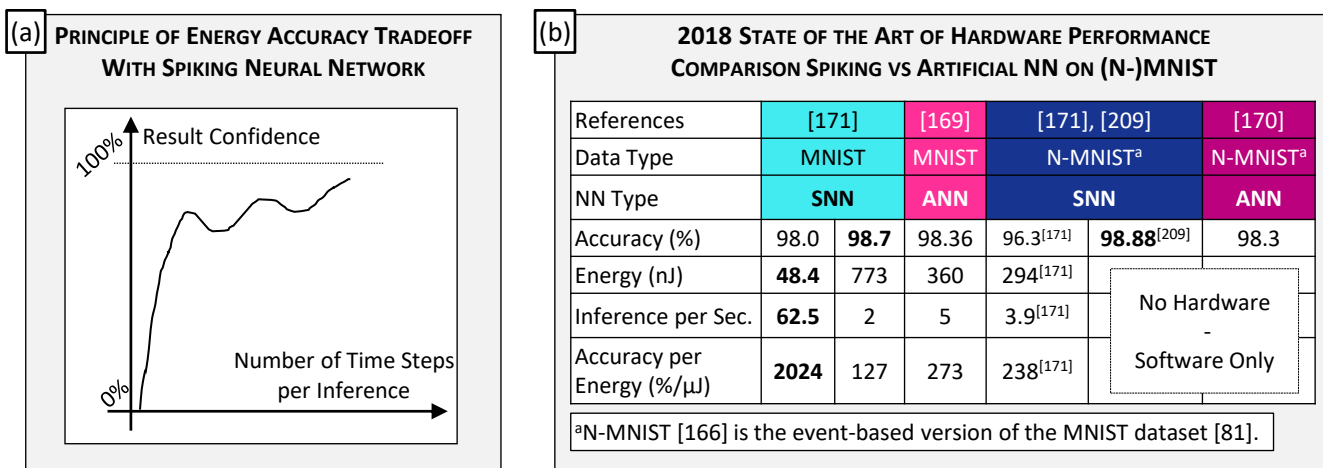 (a) PRINCIPLE OF ENERGY ACCURACY TRADEOFF
WITH SPIKING NEURAL NETWORK
Result Confidence
100%
0%
Number of Time Steps
per Inference
(b) 2018 STATE OF THE ART OF HARDWARE PERFORMANCE
COMPARISON SPIKING VS ARTIFICIAL NN ON (N-)MNIST
References [171] [169] [171], [209] [170]
Data Type MNIST MNIST N-MNISTᵃ N-MNISTᵃ
NN Type SNN ANN SNN ANN
Accuracy (%) 98.0 98.7 98.36 96.3[171] 98.88[209] 98.3
Energy (nJ) 48.4 773 360 294[171]
Inference per Sec. 62.5 2 5 3.9[171]
Accuracy per
Energy (%/µJ) 2024 127 273 238[171]
No Hardware
-
Software Only
ᵃN-MNIST [166] is the event-based version of the MNIST dataset [81].